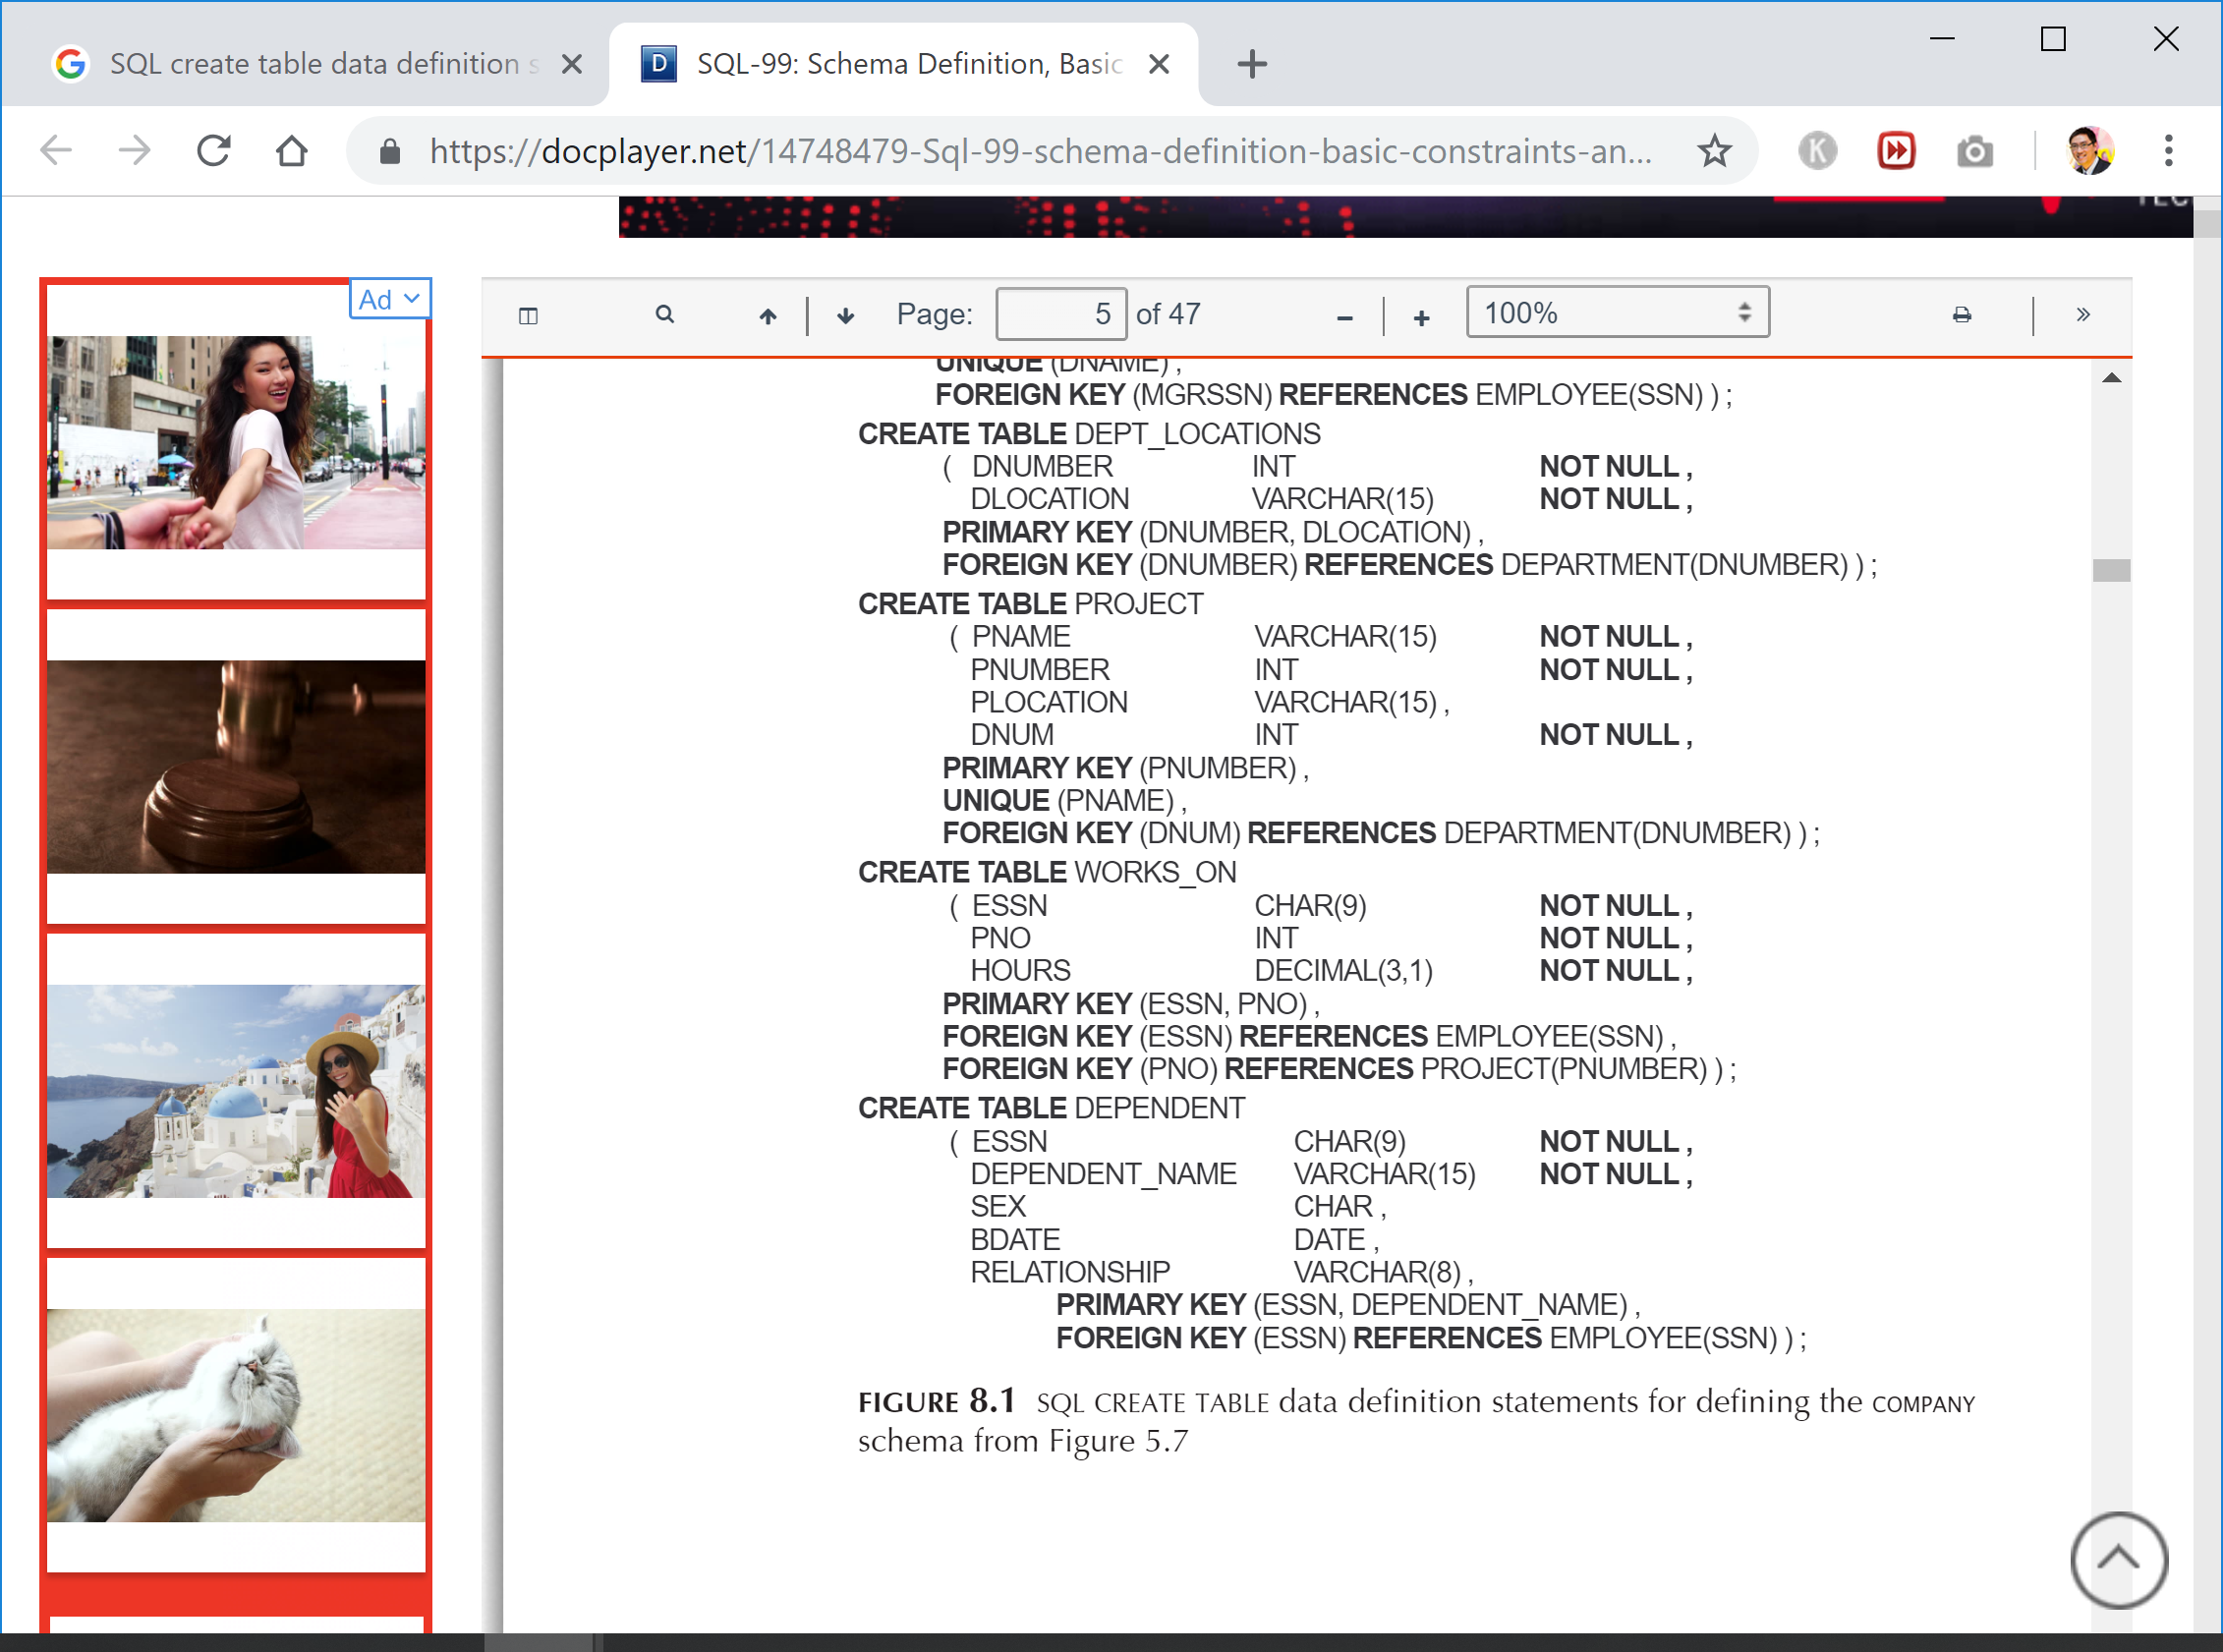 SQL create table data definition s
SQL-99: Schema Definition, Basic
https://docplayer.net/14748479-Sql-99-schema-definition-basic-constraints-an...
K
Ad
Page: 5 of 47
100%
UNIQUE (DNAME) ,
FOREIGN KEY (MGRSSN) REFERENCES EMPLOYEE(SSN) ) ;
CREATE TABLE DEPT_LOCATIONS
( DNUMBER INT NOT NULL ,
DLOCATION VARCHAR(15) NOT NULL ,
PRIMARY KEY (DNUMBER, DLOCATION) ,
FOREIGN KEY (DNUMBER) REFERENCES DEPARTMENT(DNUMBER) ) ;
CREATE TABLE PROJECT
( PNAME VARCHAR(15) NOT NULL ,
PNUMBER INT NOT NULL ,
PLOCATION VARCHAR(15) ,
DNUM INT NOT NULL ,
PRIMARY KEY (PNUMBER) ,
UNIQUE (PNAME) ,
FOREIGN KEY (DNUM) REFERENCES DEPARTMENT(DNUMBER) ) ;
CREATE TABLE WORKS_ON
( ESSN CHAR(9) NOT NULL ,
PNO INT NOT NULL ,
HOURS DECIMAL(3,1) NOT NULL ,
PRIMARY KEY (ESSN, PNO) ,
FOREIGN KEY (ESSN) REFERENCES EMPLOYEE(SSN) ,
FOREIGN KEY (PNO) REFERENCES PROJECT(PNUMBER) ) ;
CREATE TABLE DEPENDENT
( ESSN CHAR(9) NOT NULL ,
DEPENDENT_NAME VARCHAR(15) NOT NULL ,
SEX CHAR ,
BDATE DATE ,
RELATIONSHIP VARCHAR(8) ,
PRIMARY KEY (ESSN, DEPENDENT_NAME) ,
FOREIGN KEY (ESSN) REFERENCES EMPLOYEE(SSN) ) ;
FIGURE 8.1 SQL CREATE TABLE data definition statements for defining the COMPANY
schema from Figure 5.7